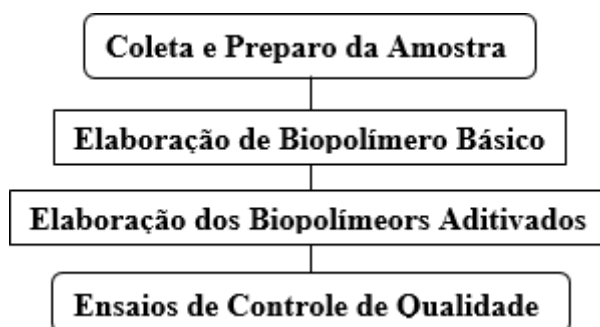 Coleta e Preparo da Amostra
Elaboração de Biopolímero Básico
Elaboração dos Biopolímeors Aditivados
Ensaios de Controle de Qualidade